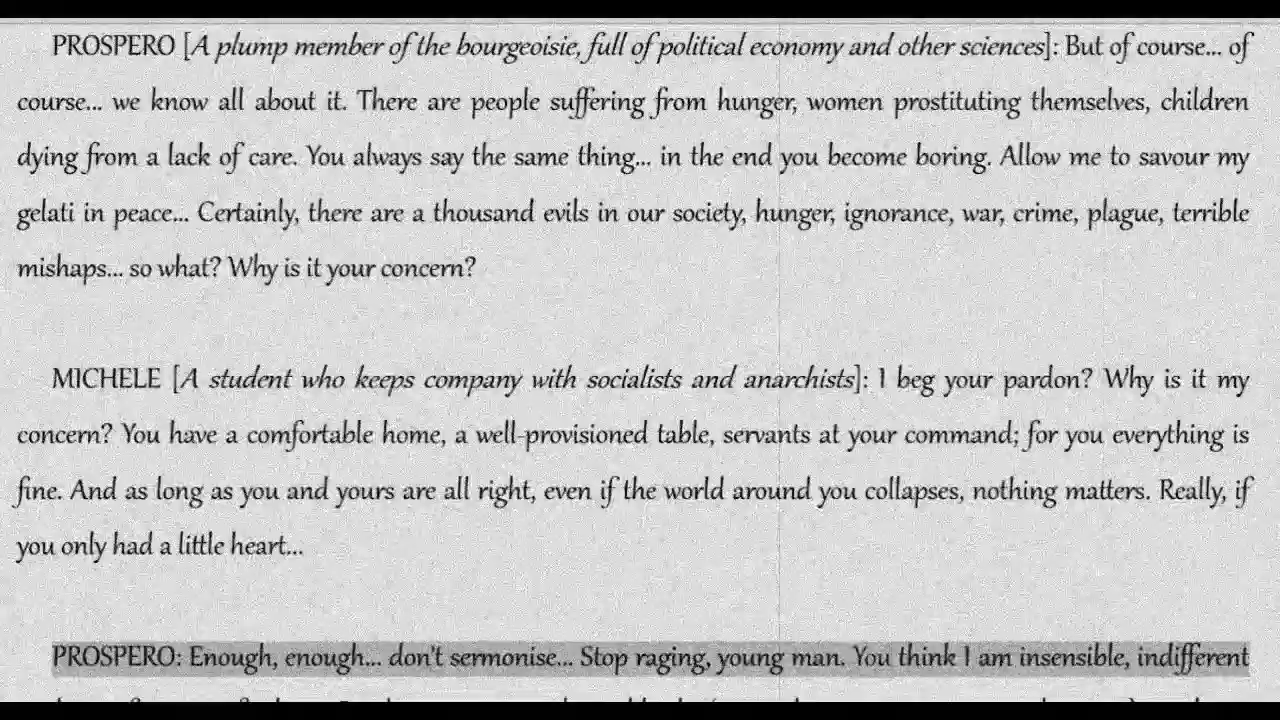 PROSPERO [A plump member of the bourgeoisie, full of political economy and other sciences]: But of course... of
course... we know all about it. There are people suffering from hunger, women prostituting themselves, children
dying from a lack of care. You always say the same thing... in the end you become boring. Allow me to savour my
gelati in peace... Certainly, there are a thousand evils in our society, hunger, ignorance, war, crime, plague, terrible
mishaps... so what? Why is it your concern?
MICHELE [A student who keeps company with socialists and anarchists]: I beg your pardon? Why is it my
concern? You have a comfortable home, a well-provisioned table, servants at your command; for you everything is
fine. And as long as you and yours are all right, even if the world around you collapses, nothing matters. Really, if
you only had a little heart...
PROSPERO: Enough, enough... don't sermonise... Stop raging, young man. You think I am insensible, indifferent